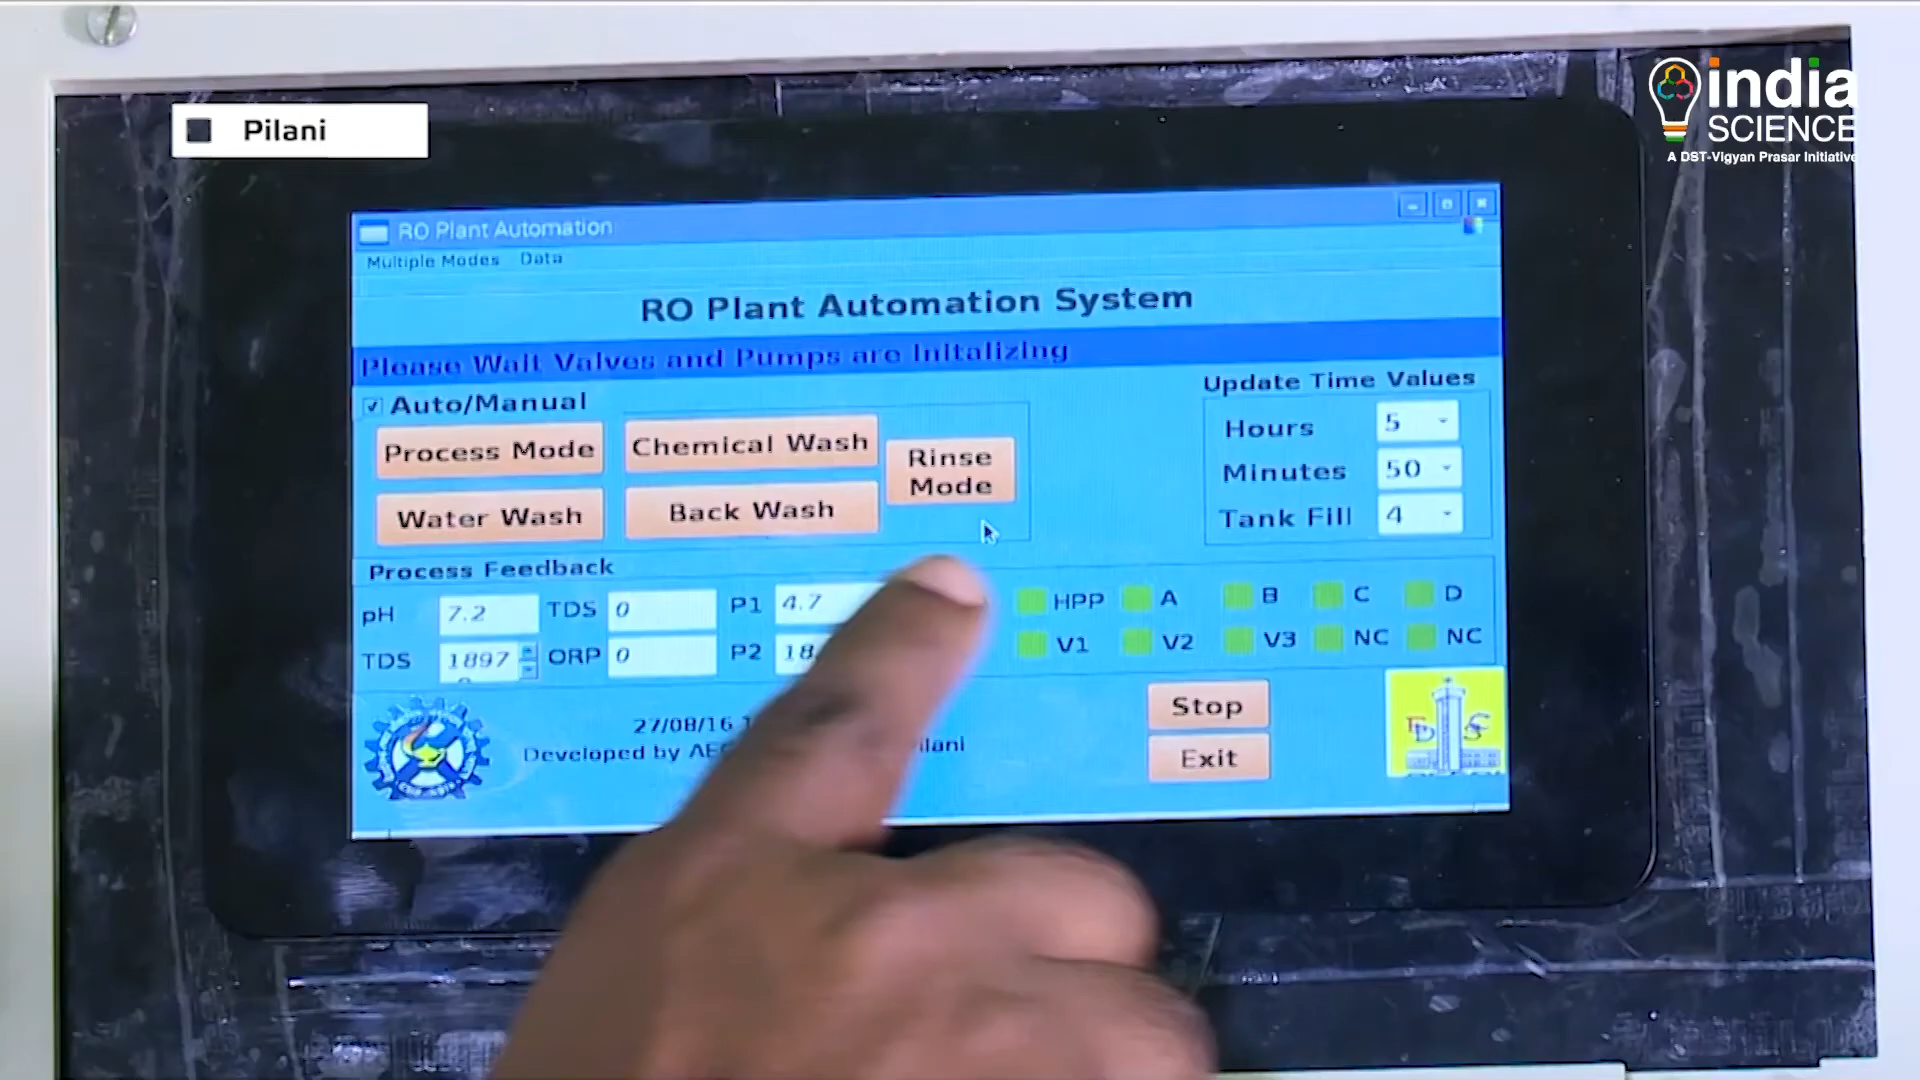 Pilani
india
SCIENCE
A DST-Vigyan Prasar Initiative
RO Plant Automation
Multiple Modes Data
RO Plant Automation System
Please Wait Valves and Pumps are Initalizing
Auto/Manual
Process Mode
Chemical Wash
Rinse
Mode
Water Wash
Back Wash
Update Time Values
Hours 5
Minutes 50
Tank Fill 4
Process Feedback
pH 7.2 TDS 0 P1 4.7
TDS 1897 ORP 0 P2 18
HPP A B C D
V1 V2 V3 NC NC
27/08/16
Developed by
Stop
Exit